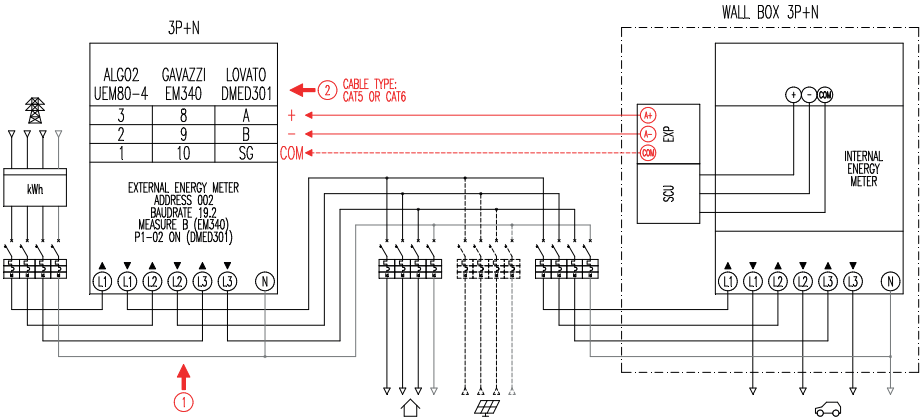 WALL BOX 3P+N
3P+N
ALGO2 GAVAZZI LOVATO
UEM80-4 EM340 DMED301
3 8 A
2 9 B
1 10 SG
2 CABLE TYPE:
CAT5 OR CAT6
+
-
COM
A+
A-
COM
EXP
SCU
+ - COM
INTERNAL
ENERGY
METER
kWh
EXTERNAL ENERGY METER
ADDRESS 002
BAUDRATE 19.2
MEASURE B (EM340)
P1-02 ON (DMED301)
L1 L1 L2 L2 L3 L3 N
L1 L1 L2 L2 L3 L3 N
1